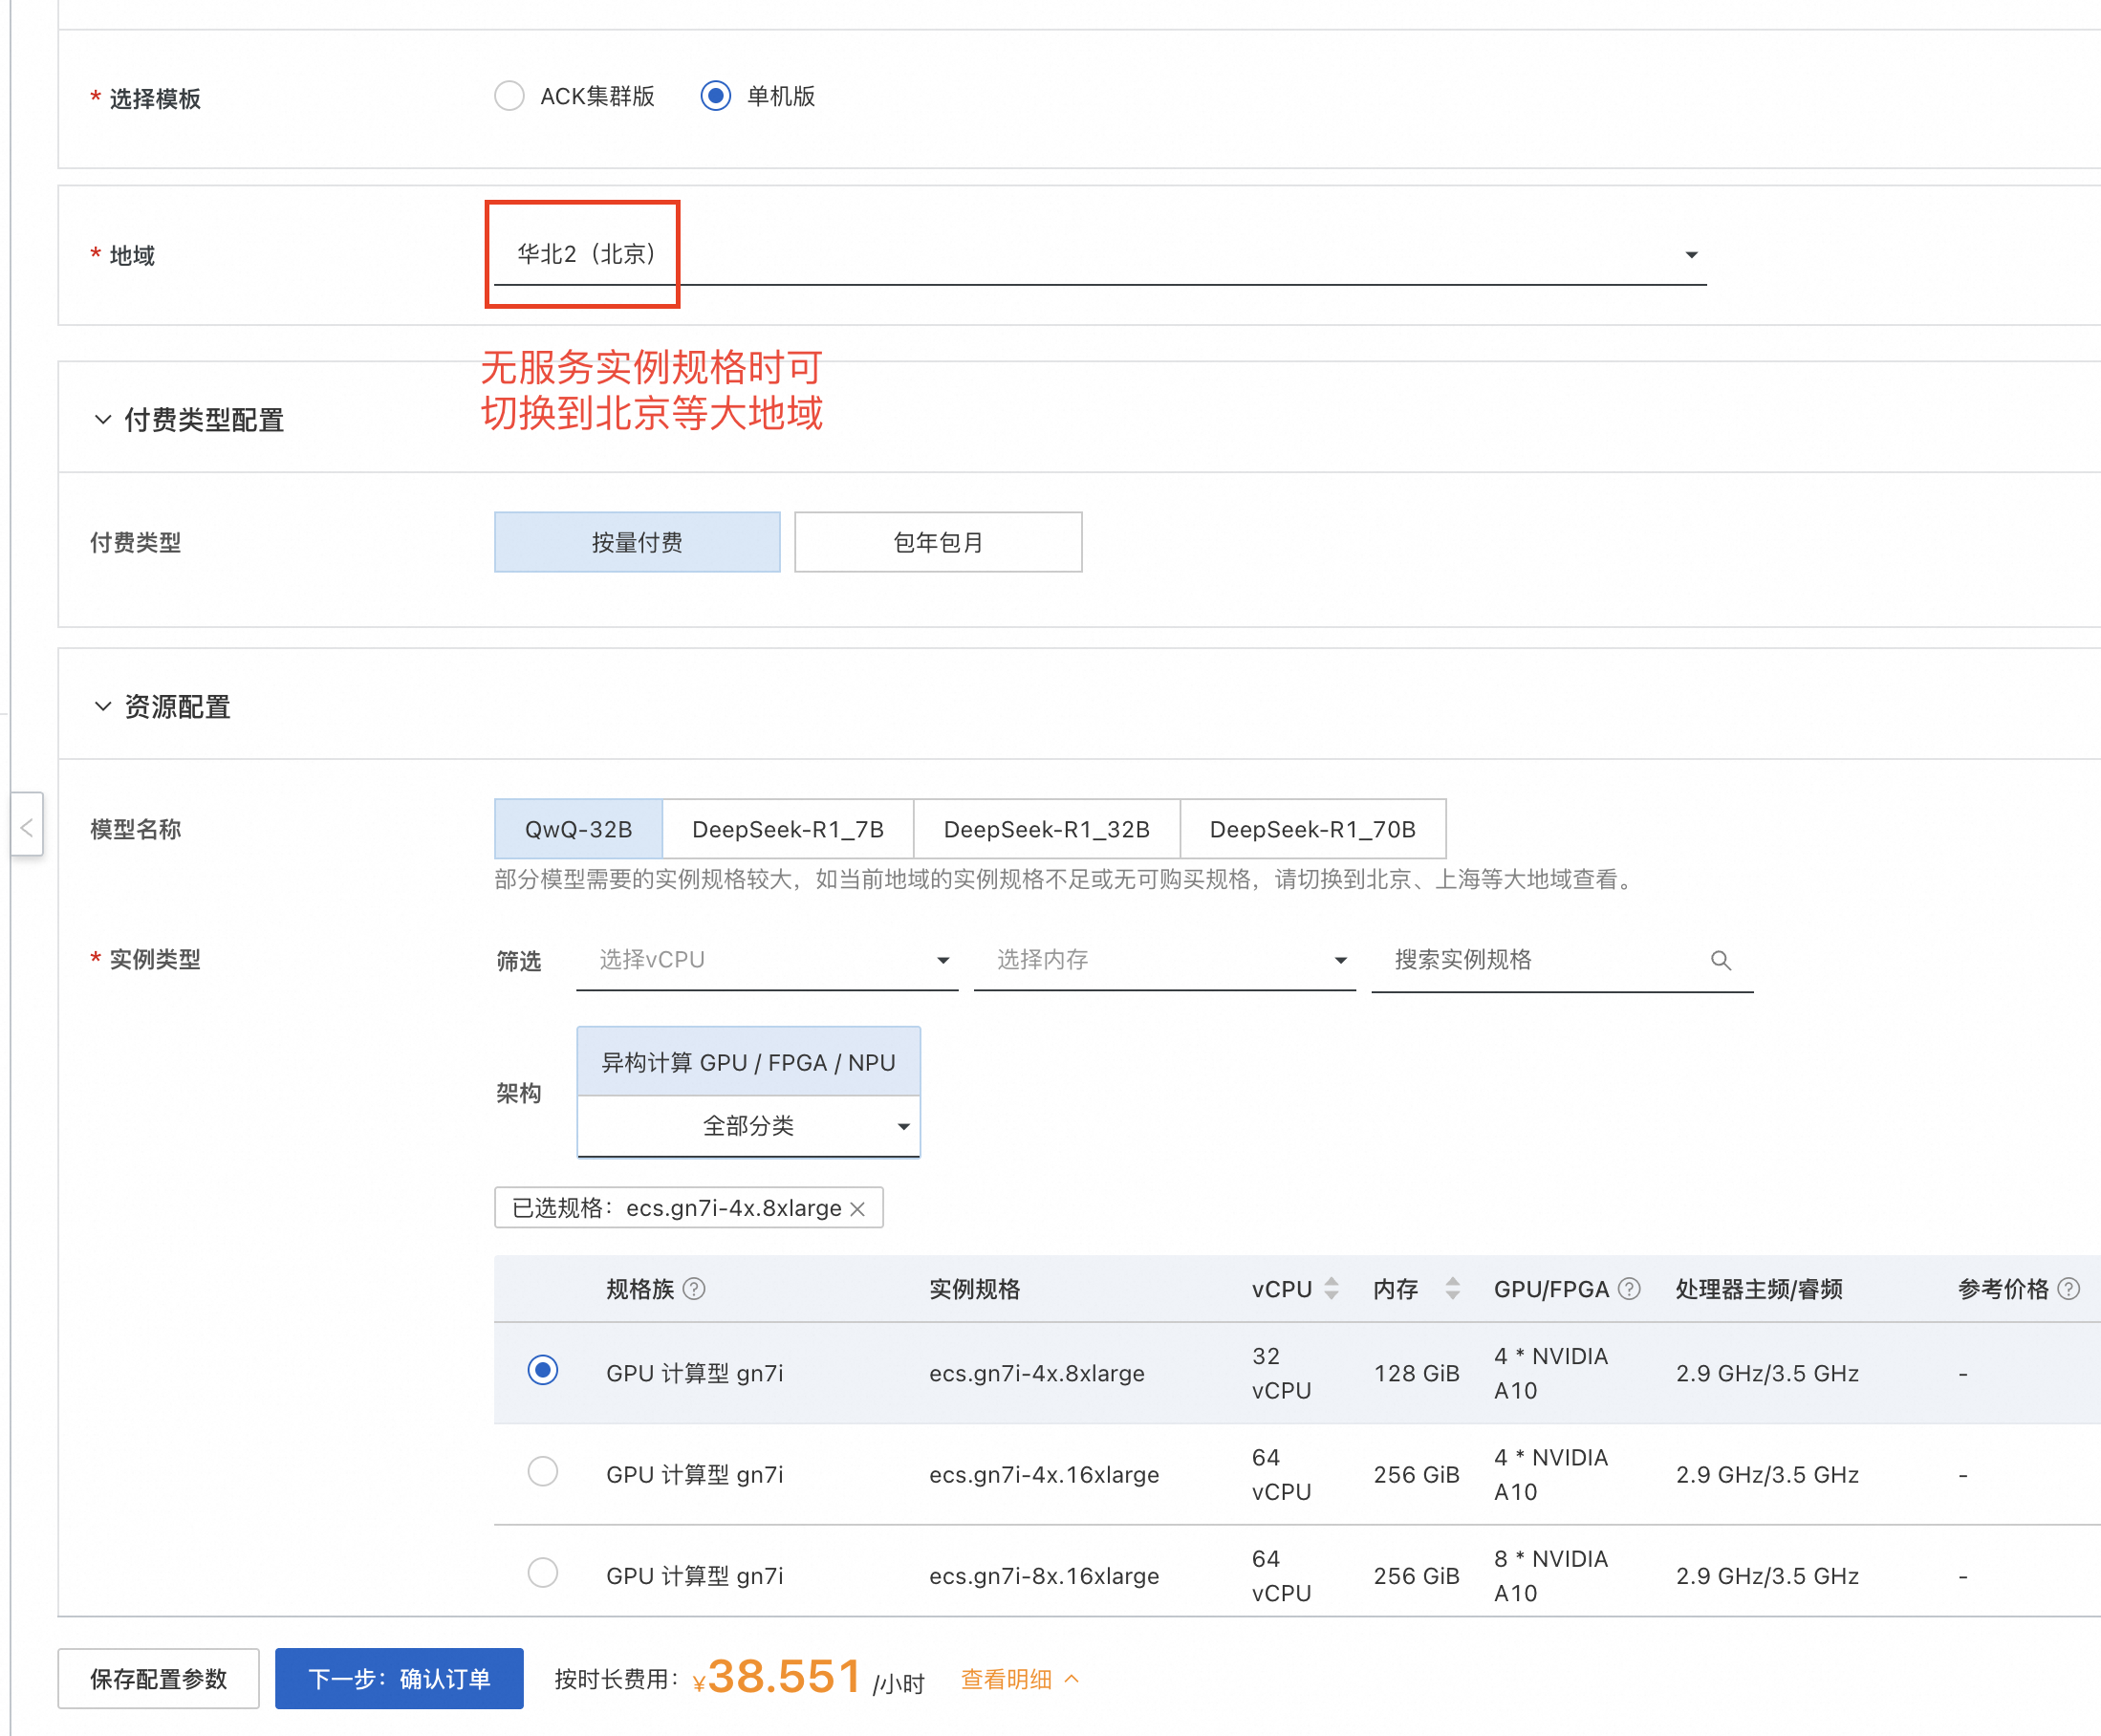 * 选择模板
ACK集群版 单机版
* 地域
华北2（北京）
无服务实例规格时可
切换到北京等大地域
付费类型配置
付费类型
按量付费 包年包月
资源配置
模型名称
QwQ-32B DeepSeek-R1_7B DeepSeek-R1_32B DeepSeek-R1_70B
部分模型需要的实例规格较大，如当前地域的实例规格不足或无可购买规格，请切换到北京、上海等大地域查看。
* 实例类型
筛选 选择vCPU 选择内存 搜索实例规格
架构
异构计算 GPU / FPGA / NPU
全部分类
已选规格：ecs.gn7i-4x.8xlarge ×
规格族 ? 实例规格 vCPU 内存 GPU/FPGA ? 处理器主频/睿频 参考价格 ?
GPU 计算型 gn7i ecs.gn7i-4x.8xlarge 32 vCPU 128 GiB 4 * NVIDIA A10 2.9 GHz/3.5 GHz -
GPU 计算型 gn7i ecs.gn7i-4x.16xlarge 64 vCPU 256 GiB 4 * NVIDIA A10 2.9 GHz/3.5 GHz -
GPU 计算型 gn7i ecs.gn7i-8x.16xlarge 64 vCPU 256 GiB 8 * NVIDIA A10 2.9 GHz/3.5 GHz -
保存配置参数 下一步：确认订单 按时长费用：¥38.551 /小时 查看明细